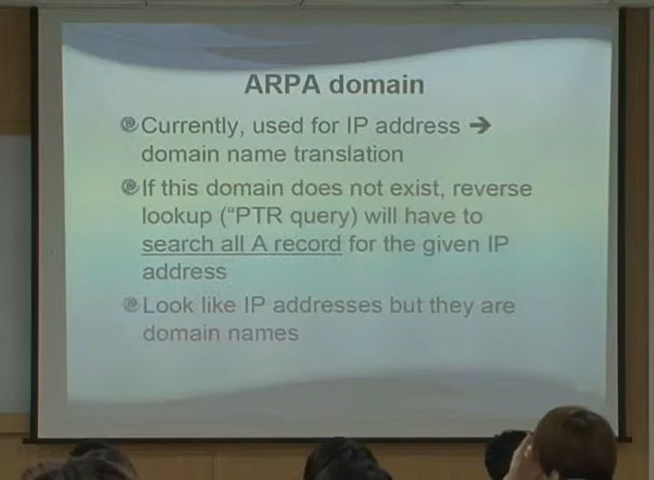 ARPA domain
Currently, used for IP address ➔
domain name translation
If this domain does not exist, reverse
lookup (“PTR query) will have to
search all A record for the given IP
address
Look like IP addresses but they are
domain names